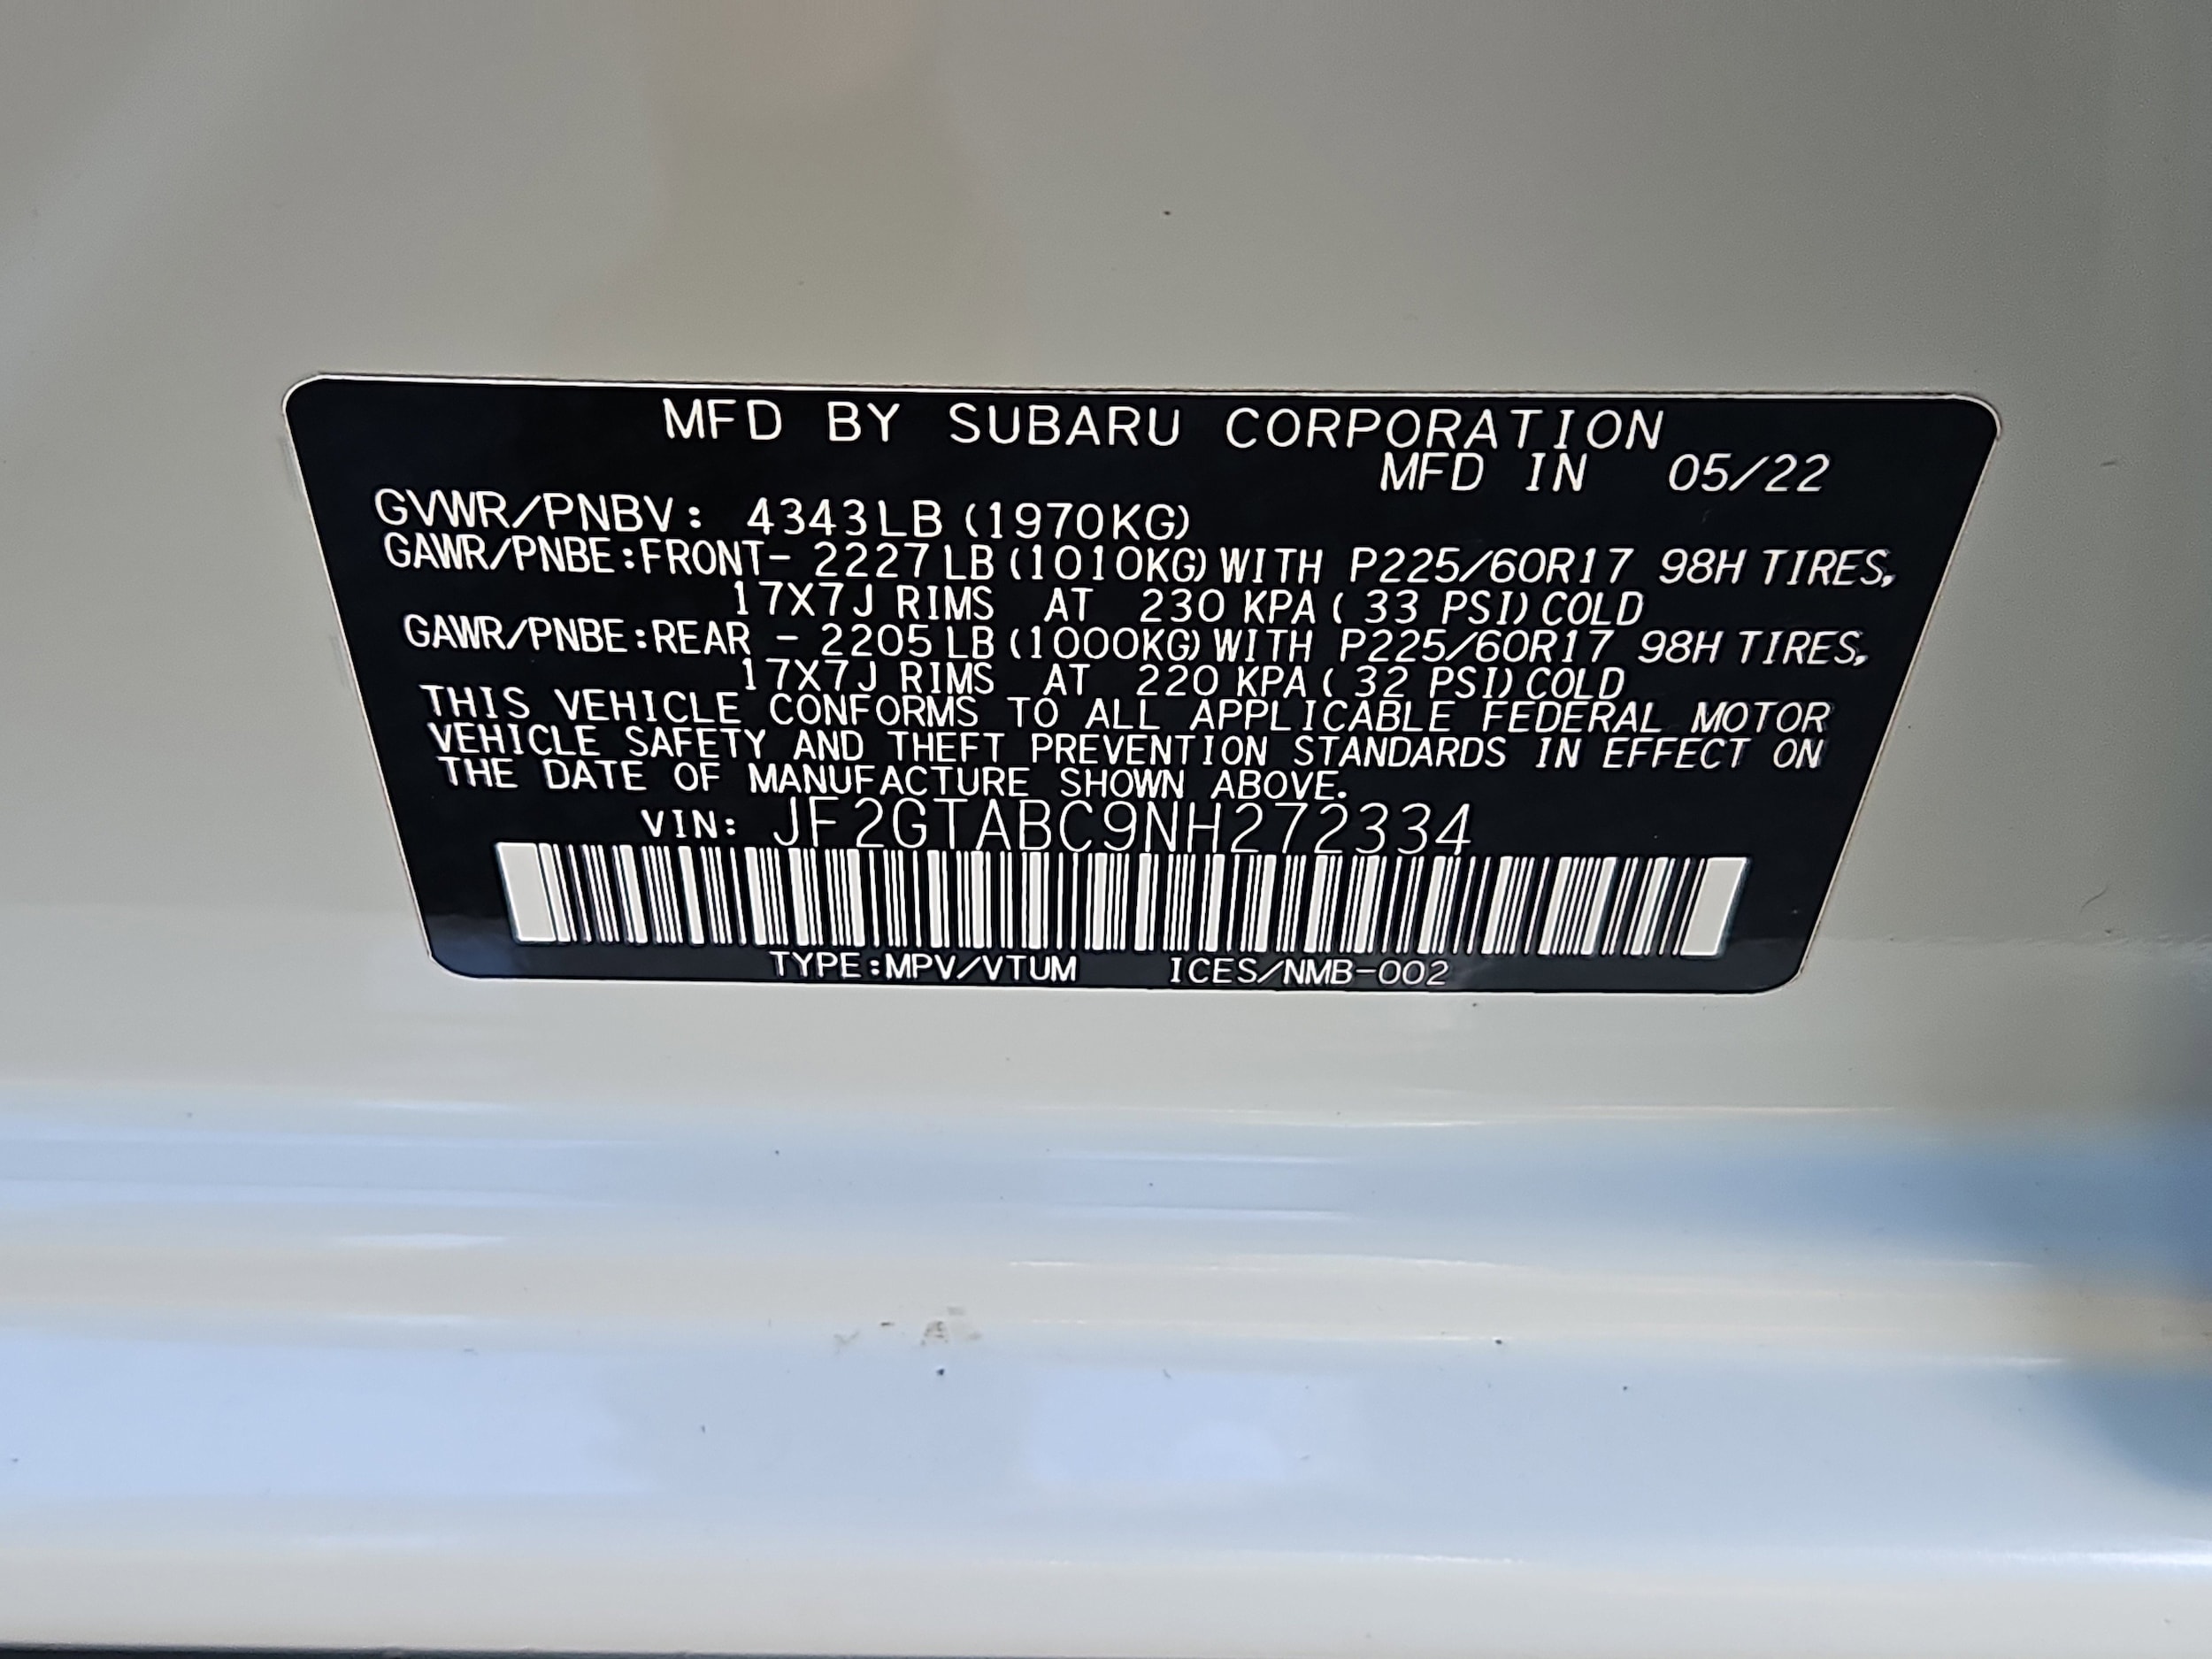 MFD BY SUBARU CORPORATION
MFD IN 05/22
GVWR/PNBV: 4343LB (1970KG)
GAWR/PNBE:FRONT- 2227 LB (1010KG) WITH P225/60R17 98H TIRES,
17X7J RIMS AT 230 KPA ( 33 PSI) COLD
GAWR/PNBE:REAR - 2205 LB (1000KG) WITH P225/60R17 98H TIRES,
17X7J RIMS AT 220 KPA ( 32 PSI) COLD
THIS VEHICLE CONFORMS TO ALL APPLICABLE FEDERAL MOTOR
VEHICLE SAFETY AND THEFT PREVENTION STANDARDS IN EFFECT ON
THE DATE OF MANUFACTURE SHOWN ABOVE.
VIN: JF2GTABC9NH272334
TYPE:MPV/VTUM ICES/NMB-002